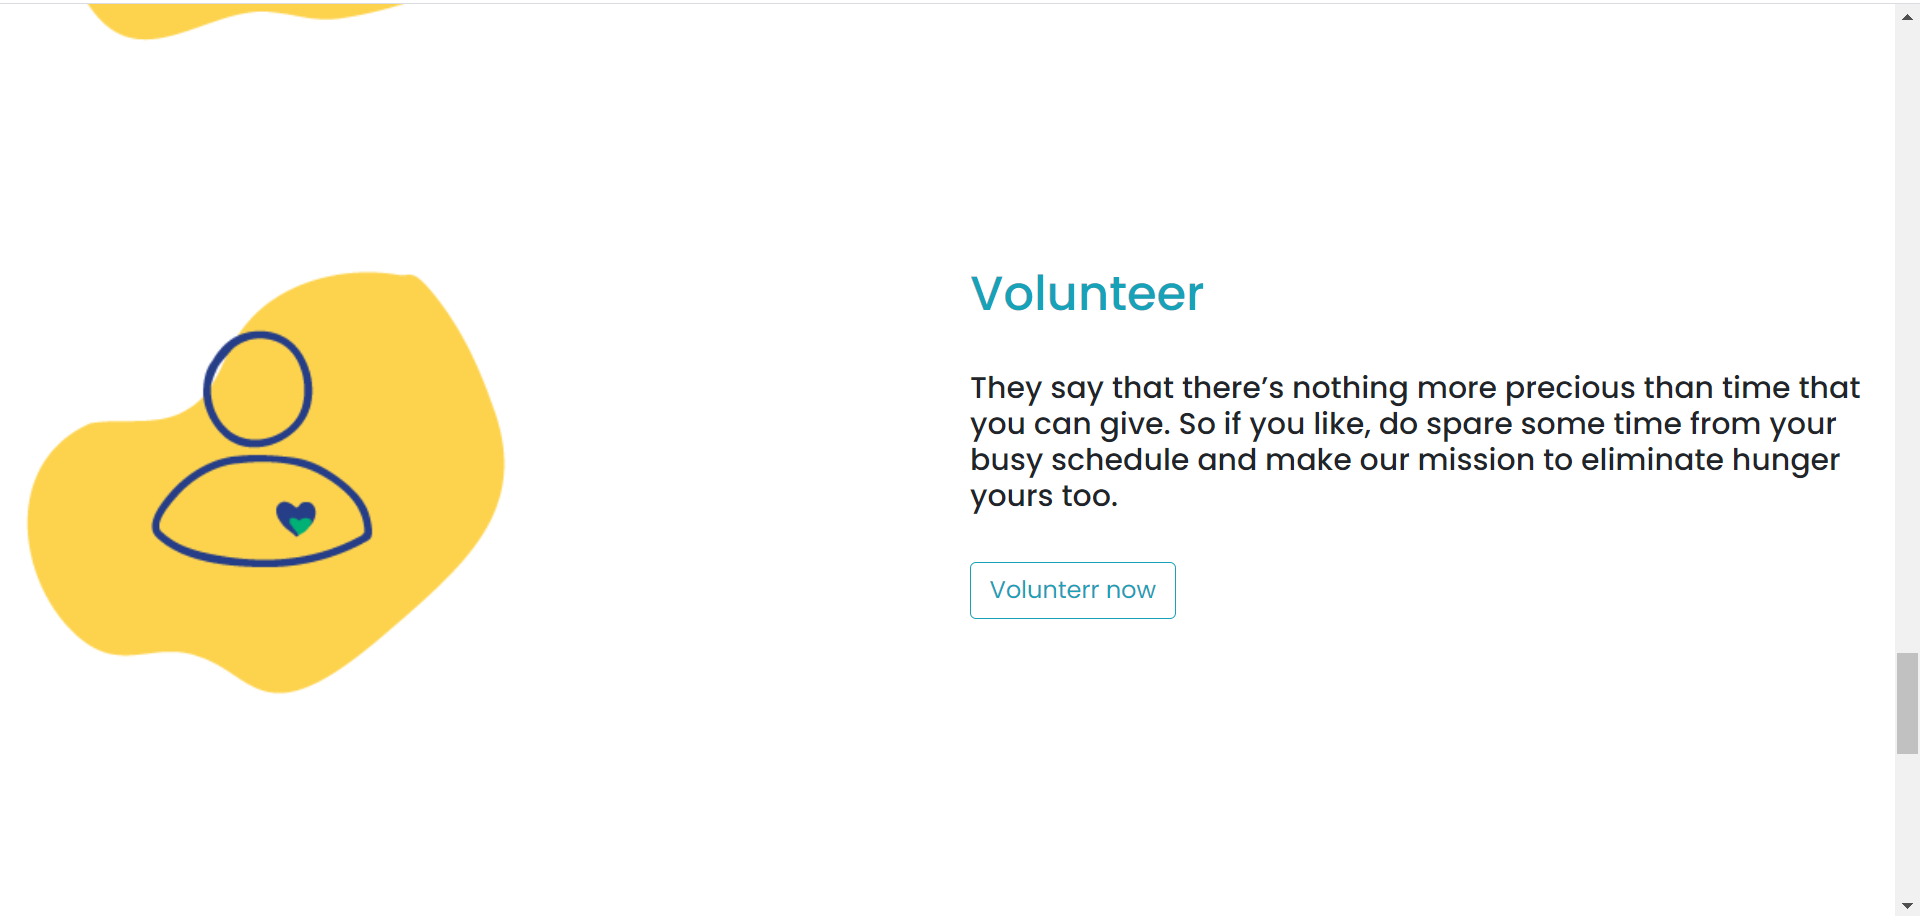 Volunteer
They say that there’s nothing more precious than time that
you can give. So if you like, do spare some time from your
busy schedule and make our mission to eliminate hunger
yours too.
Volunterr now